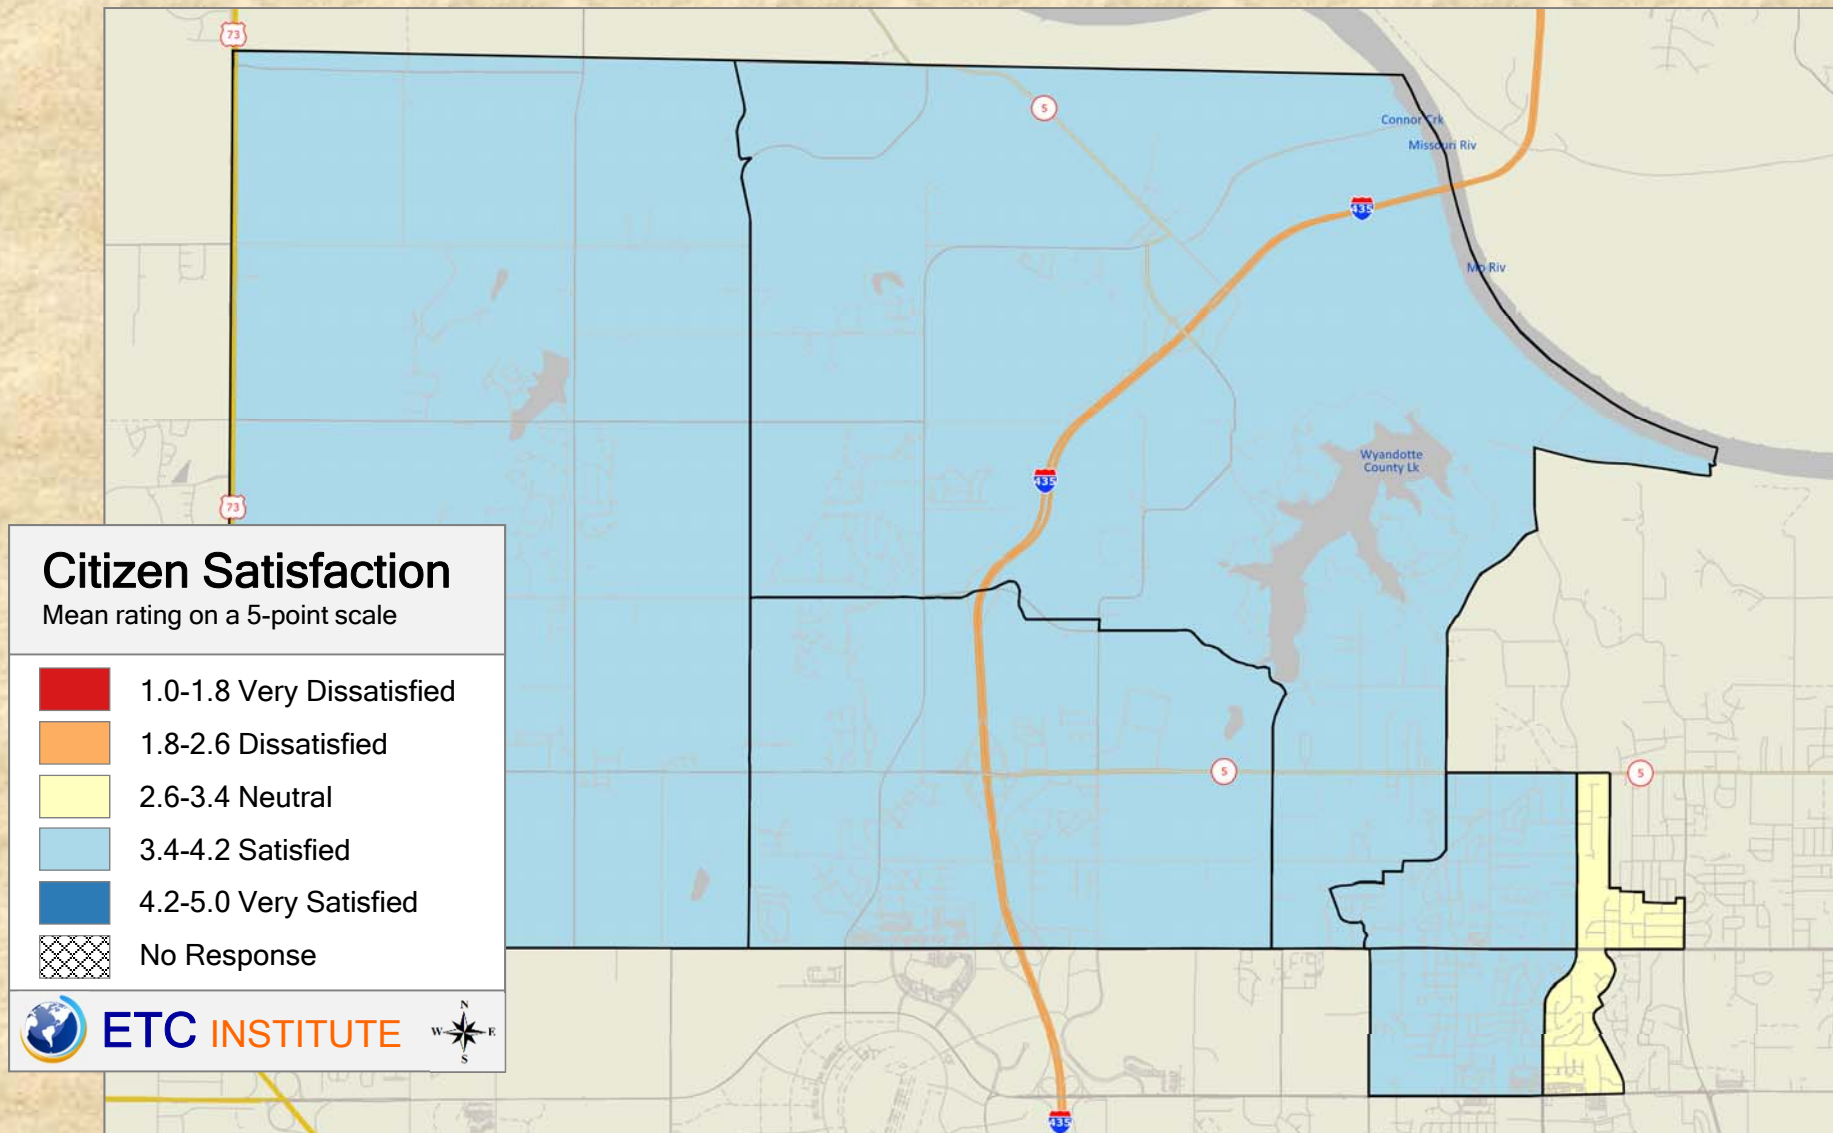 73
5
Connor Crk
Missouri Riv
435
Mo Riv
Wyandotte
County Lk
435
73
Citizen Satisfaction
Mean rating on a 5-point scale
1.0-1.8 Very Dissatisfied
1.8-2.6 Dissatisfied
2.6-3.4 Neutral
3.4-4.2 Satisfied
4.2-5.0 Very Satisfied
No Response
ETC INSTITUTE
N
W E
S
5
5
435